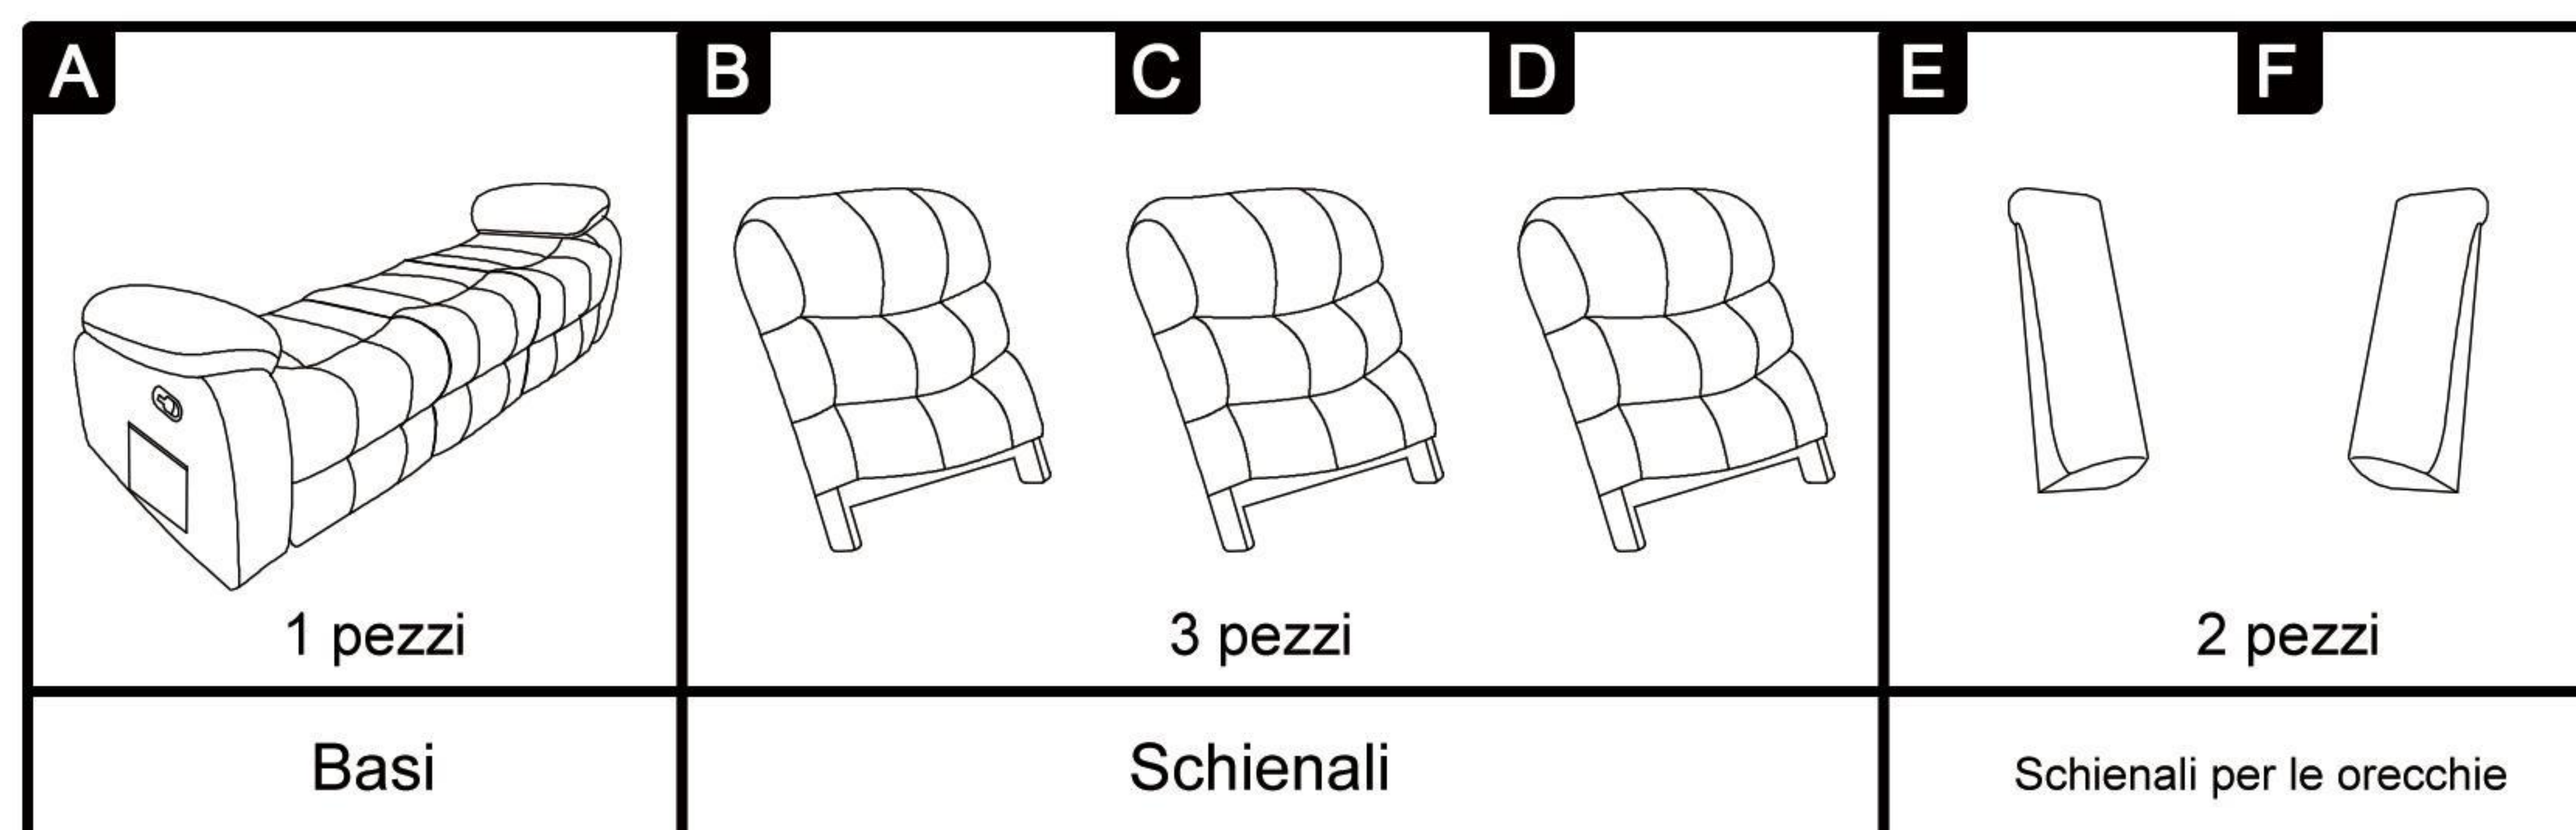 A B C D E F
1 pezzi 3 pezzi 2 pezzi
Basi Schienali Schienali per le orecchie